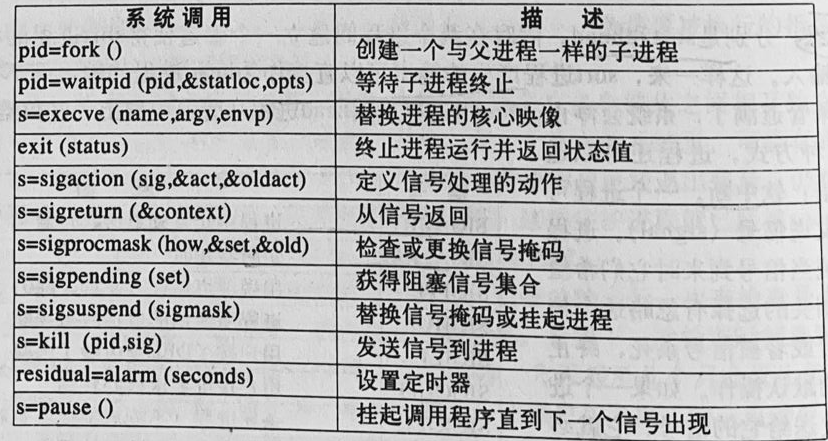 系统调用 描述
pid=fork () 创建一个与父进程一样的子进程
pid=waitpid (pid,&statloc,opts) 等待子进程终止
s=execve (name,argv,envp) 替换进程的核心映像
exit (status) 终止进程运行并返回状态值
s=sigaction (sig,&act,&oldact) 定义信号处理的动作
s=sigreturn (&context) 从信号返回
s=sigprocmask (how,&set,&old) 检查或更换信号掩码
s=sigpending (set) 获得阻塞信号集合
s=sigsuspend (sigmask) 替换信号掩码或挂起进程
s=kill (pid,sig) 发送信号到进程
residual=alarm (seconds) 设置定时器
s=pause () 挂起调用程序直到下一个信号出现